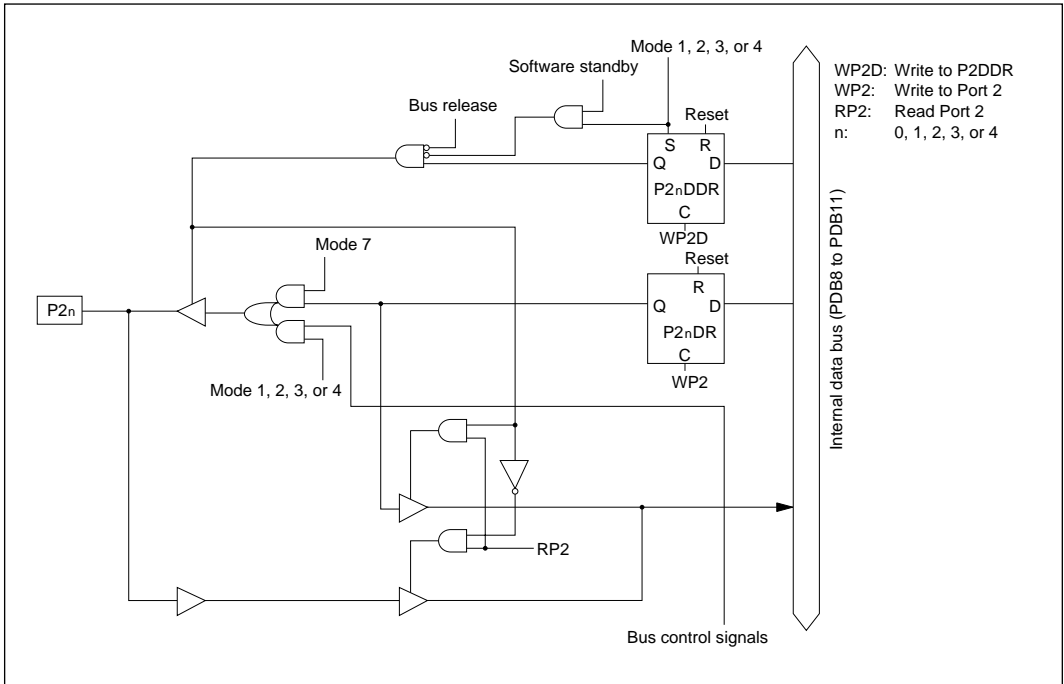 Mode 1, 2, 3, or 4
Software standby
Bus release
Reset
S R
Q D
P2nDDR
C
WP2D
WP2D: Write to P2DDR
WP2: Write to Port 2
RP2: Read Port 2
n: 0, 1, 2, 3, or 4
Mode 7
Reset
R
Q D
P2nDR
C
WP2
P2n
Mode 1, 2, 3, or 4
Internal data bus (PDB8 to PDB11)
RP2
Bus control signals